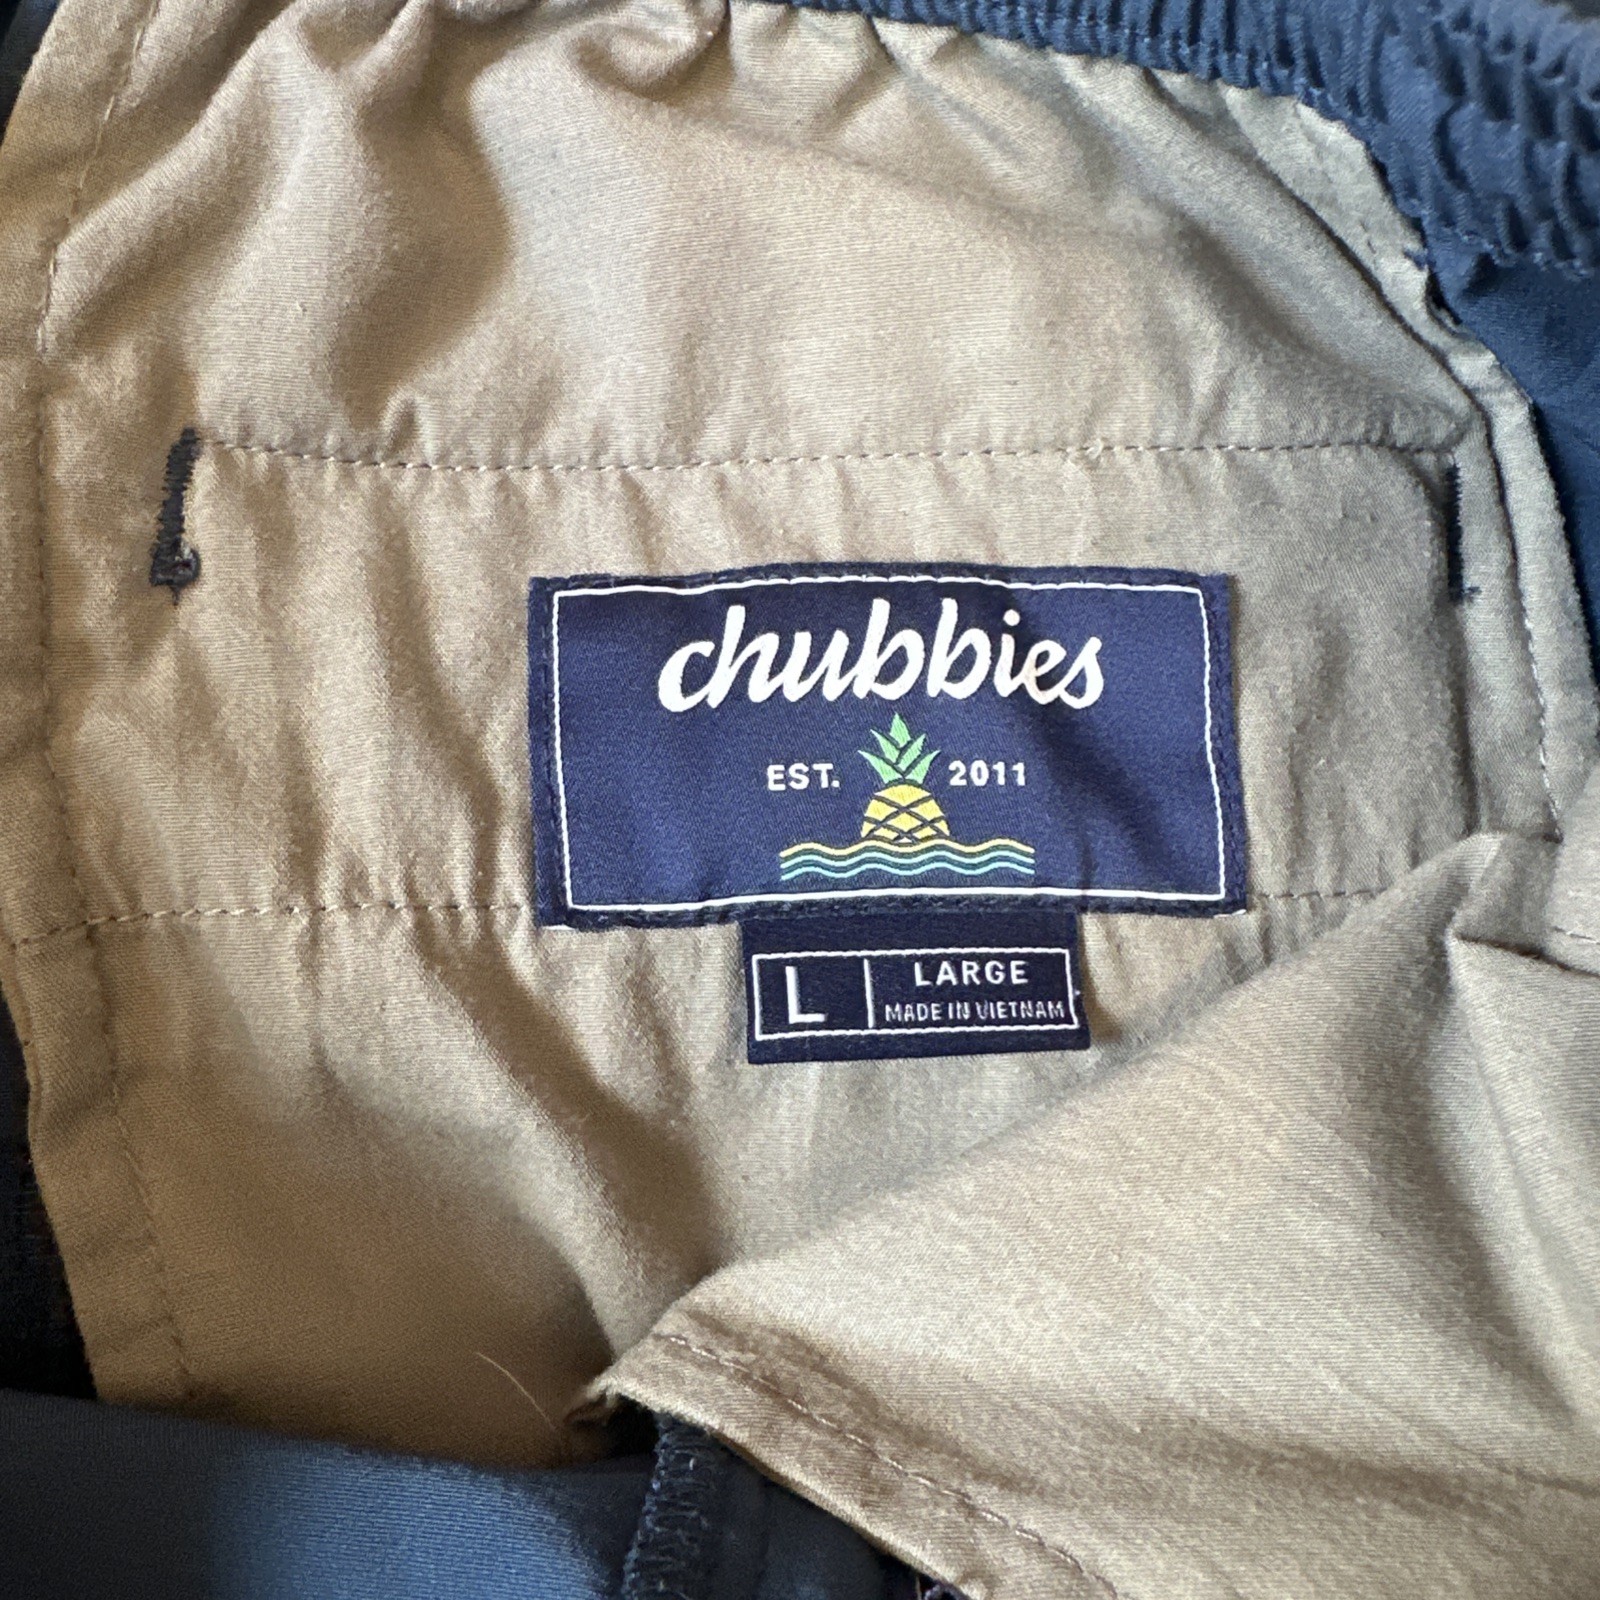 chubbies
EST. 2011
L LARGE
MADE IN VIETNAM